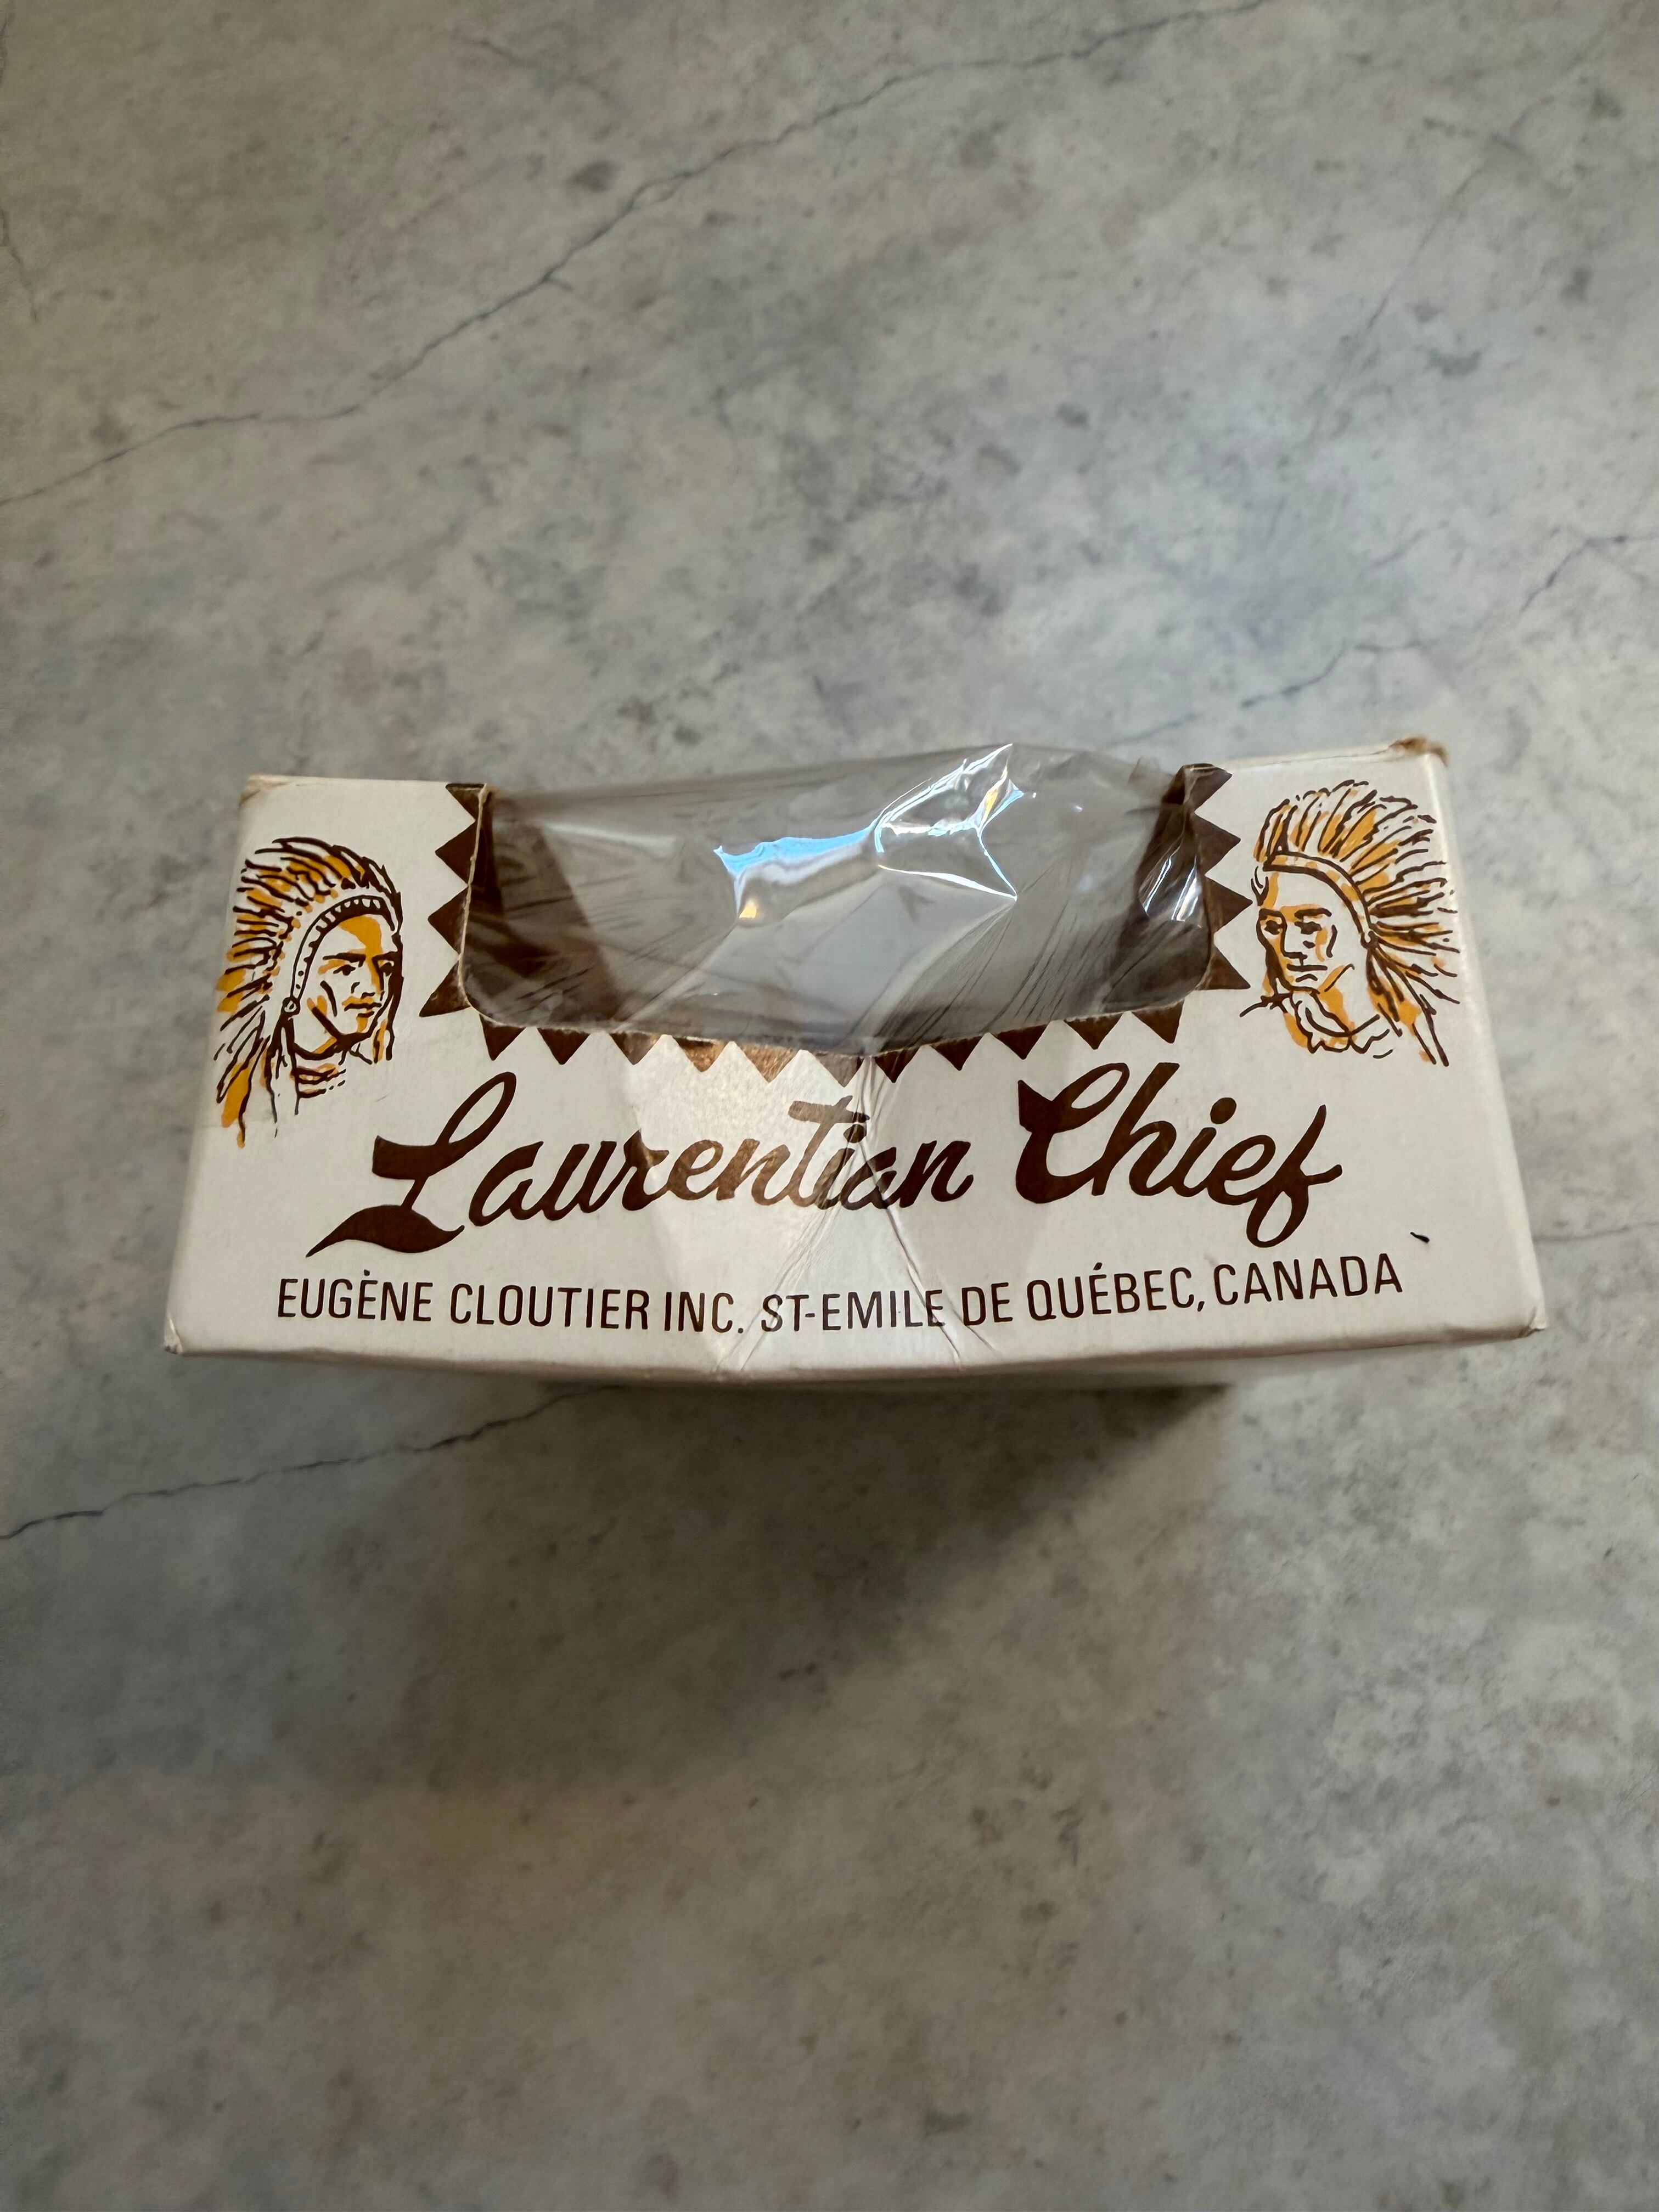 Laurentian Chief
EUGÈNE CLOUTIER INC. ST-EMILE DE QUÉBEC, CANADA